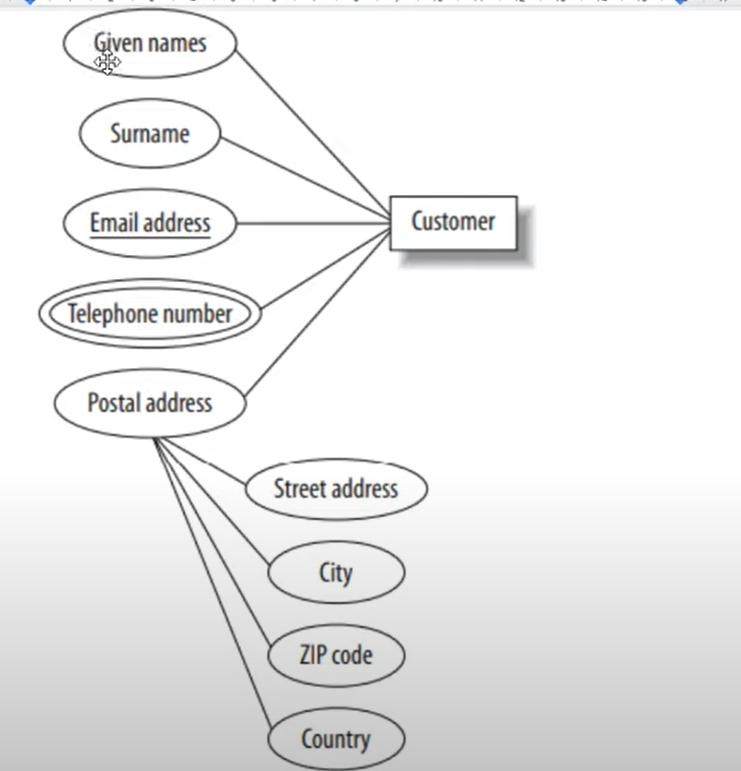 Given names
Surname
Email address
Customer
Telephone number
Postal address
Street address
City
ZIP code
Country